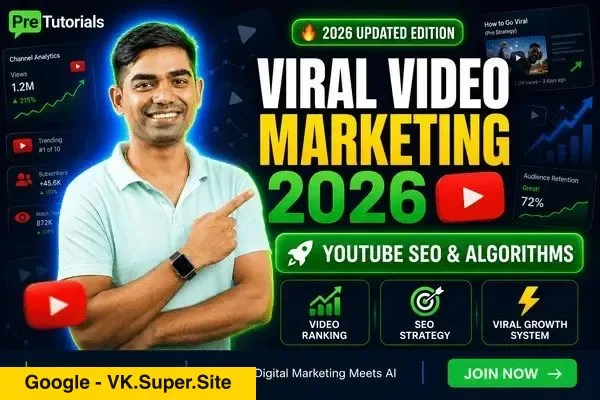 PreTutorials
🔥 2026 UPDATED EDITION
How to Go Viral
(Pro Strategy)
Channel Analytics
Views
1.2M
▲ 215%
VIRAL VIDEO
MARKETING
2026
Trending
#1 of 10
Subscribers
+45.6K
872K
Audience Retention
Great!
72%
YOUTUBE SEO & ALGORITHMS
VIDEO
RANKING
SEO
STRATEGY
VIRAL GROWTH
SYSTEM
Digital Marketing Meets AI
JOIN NOW →
Google - VK.Super.Site